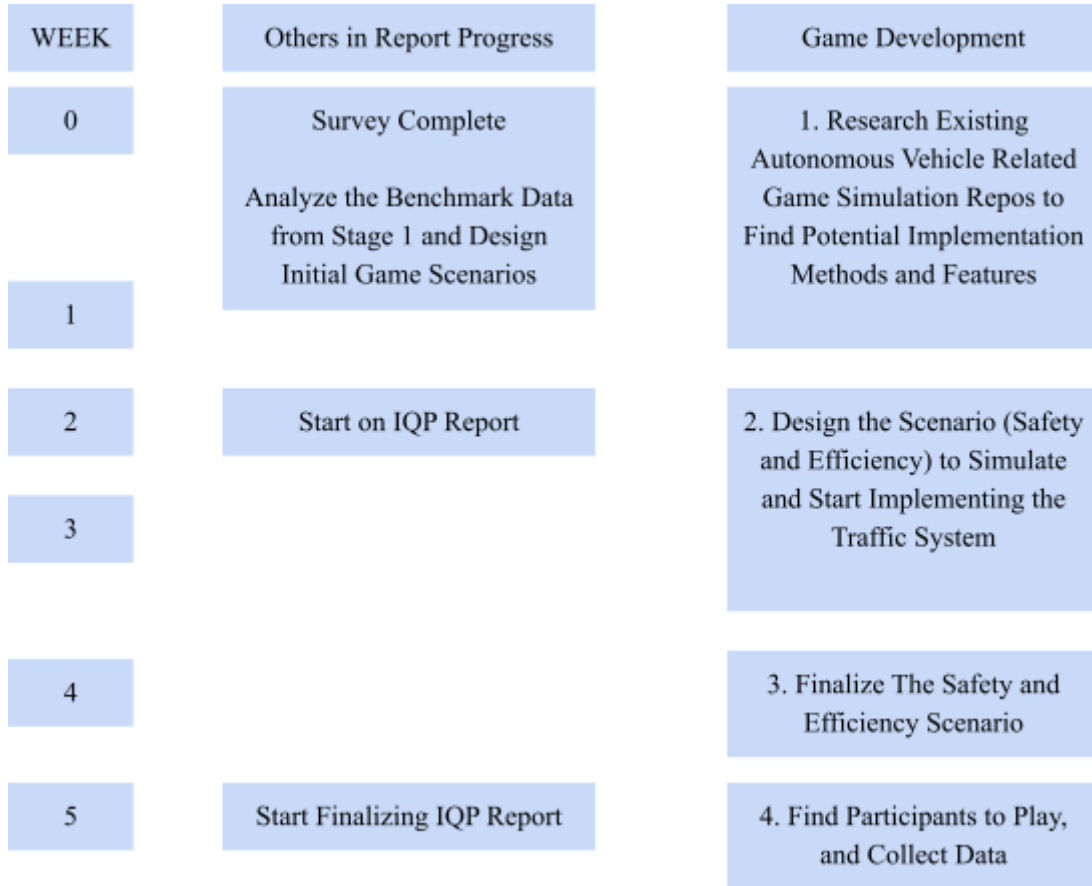 WEEK
Others in Report Progress
Game Development
0
Survey Complete
Analyze the Benchmark Data
from Stage 1 and Design
Initial Game Scenarios
1. Research Existing
Autonomous Vehicle Related
Game Simulation Repos to
Find Potential Implementation
Methods and Features
1
2
Start on IQP Report
2. Design the Scenario (Safety
and Efficiency) to Simulate
and Start Implementing the
Traffic System
3
4
3. Finalize The Safety and
Efficiency Scenario
5
Start Finalizing IQP Report
4. Find Participants to Play,
and Collect Data